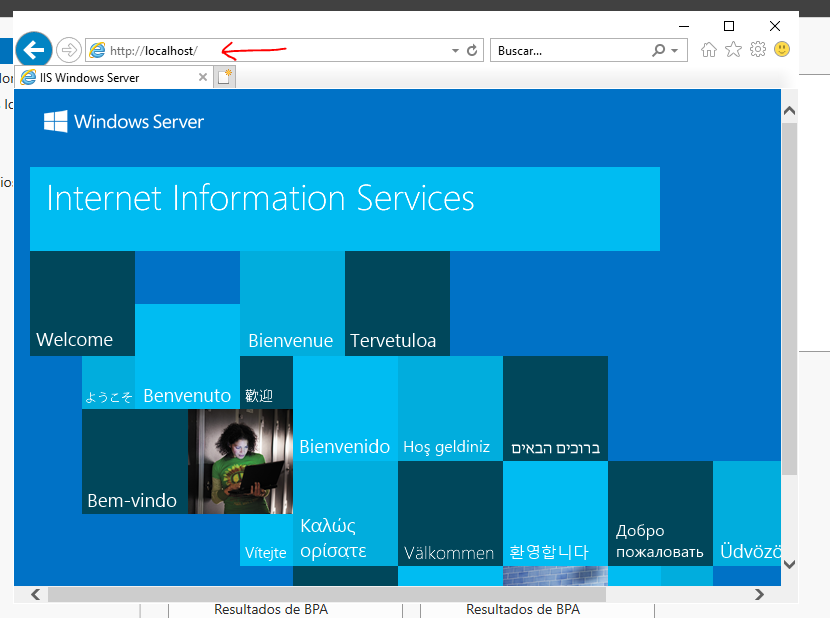 http://localhost/
Buscar...
IIS Windows Server
Windows Server
Internet Information Services
Welcome
Bienvenue
Tervetuloa
ようこそ
Benvenuto
歡迎
Bienvenido
Hoş geldiniz
ברוכים הבאים
Bem-vindo
Vítejte
Καλώς
ορίσατε
Välkommen
환영합니다
Добро
пожаловать
Üdvözö
Resultados de BPA
Resultados de BPA